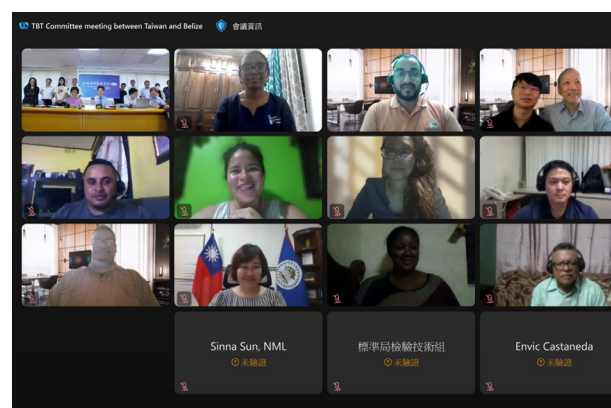 TBT Committee meeting between Taiwan and Belize
會議資訊
Sinna Sun, NML
未驗證
標準局檢驗技術組
未驗證
Envic Castaneda
未驗證